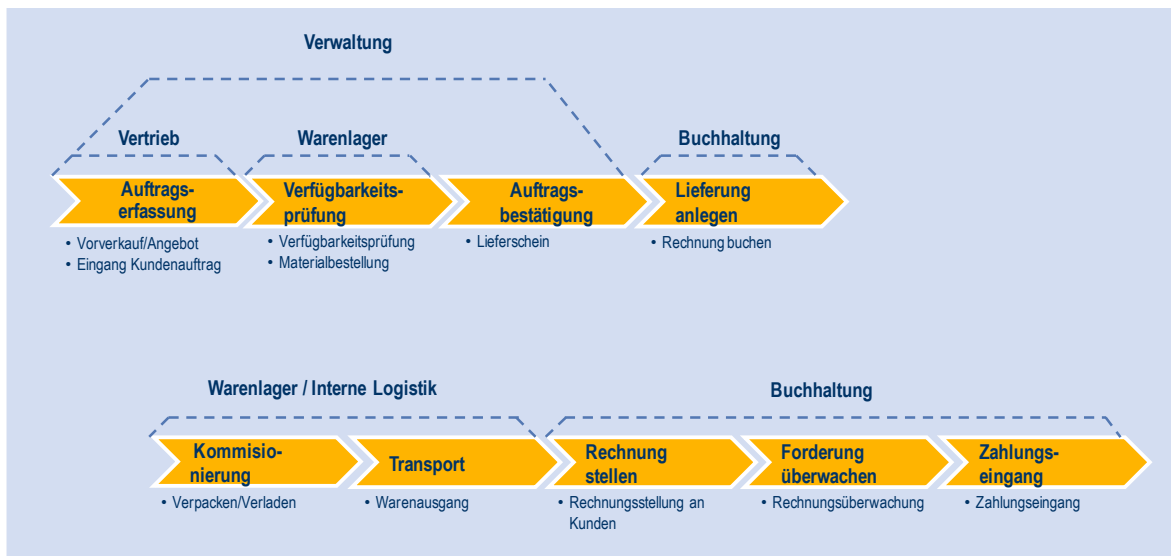 Verwaltung
Vertrieb
Warenlager
Buchhaltung
Auftrags-
erfassung
Verfügbarkeits-
prüfung
Auftrags-
bestätigung
Lieferung
anlegen
• Vorverkauf/Angebot
• Eingang Kundenauftrag
• Verfügbarkeitsprüfung
• Materialbestellung
• Lieferschein
• Rechnung buchen
Warenlager / Interne Logistik
Buchhaltung
Kommisio-
nierung
Transport
Rechnung
stellen
Forderung
überwachen
Zahlungs-
eingang
• Verpacken/Verladen
• Warenausgang
• Rechnungsstellung an
Kunden
• Rechnungsüberwachung
• Zahlungseingang